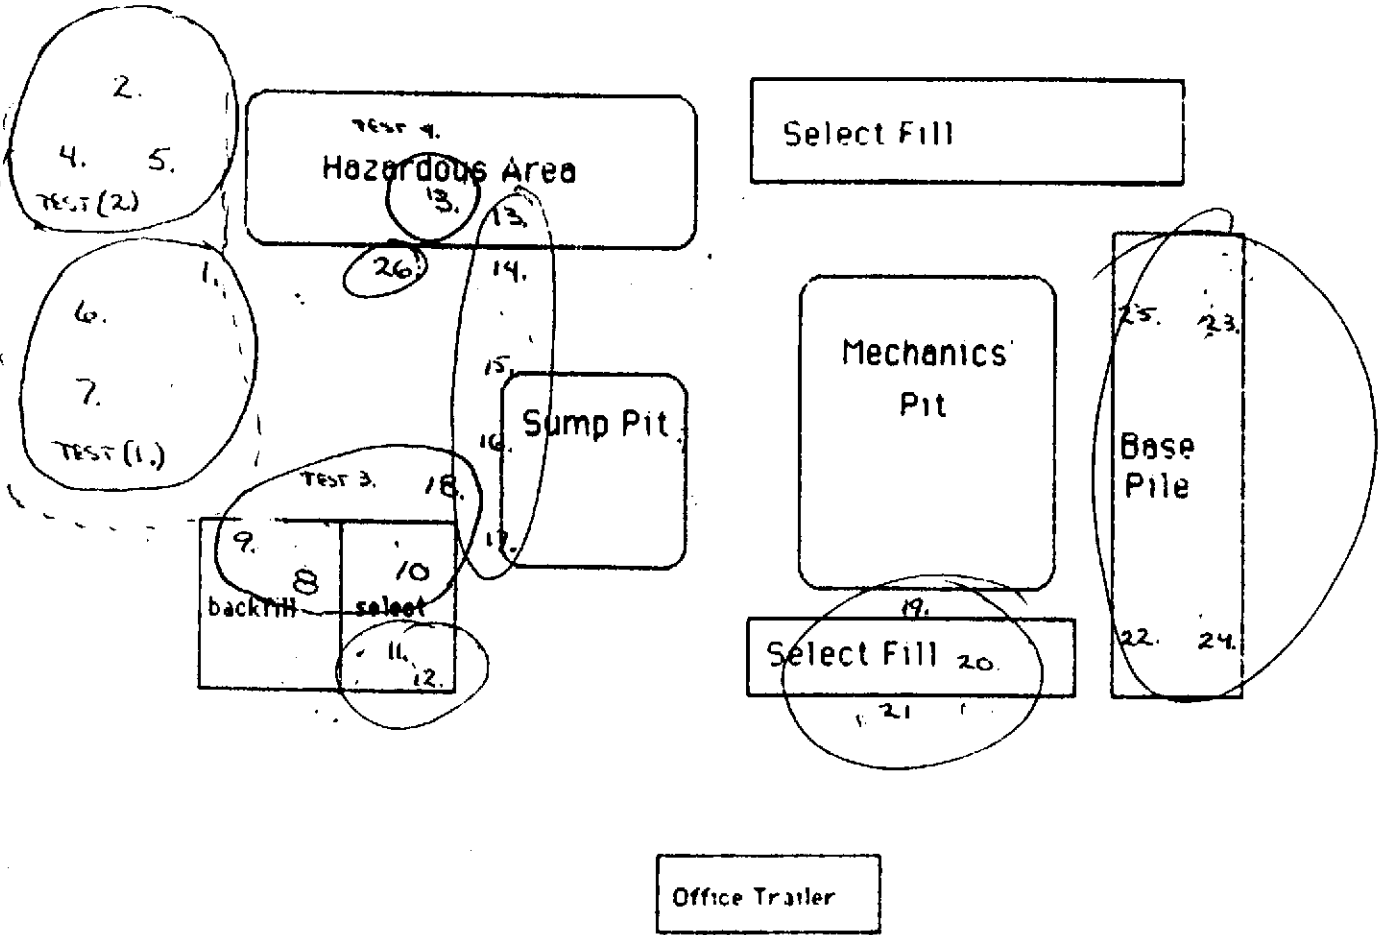 2.
4. 5.
TEST (2)
TEST 4.
Hazardous Area
13.
13.
Select Fill
1.
6.
7.
TEST (1.)
26.
14.
15.
16.
17.
Sump Pit
Mechanics'
Pit
25. 23.
Base
Pile
22. 24.
TEST 3. 18.
9.
8
10
backfill
select
11.
12.
19.
Select Fill 20.
21
Office Trailer